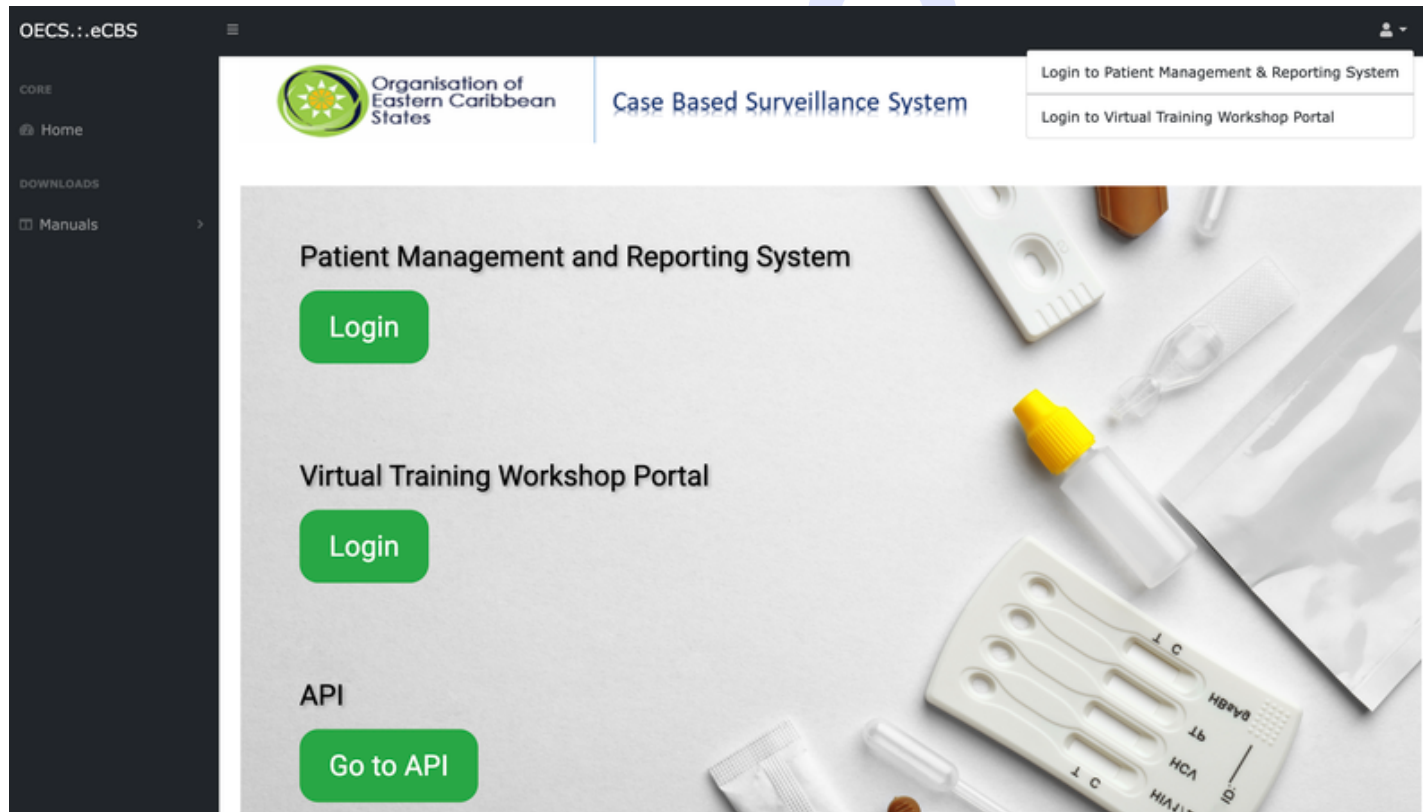 OECS.:.eCBS
Login to Patient Management & Reporting System
Login to Virtual Training Workshop Portal
CORE
Home
DOWNLOADS
Manuals
Organisation of
Eastern Caribbean
States
Case Based Surveillance System
Patient Management and Reporting System
Login
Virtual Training Workshop Portal
Login
API
Go to API
T C
HBsAg
TP
HCV
T C
ID: